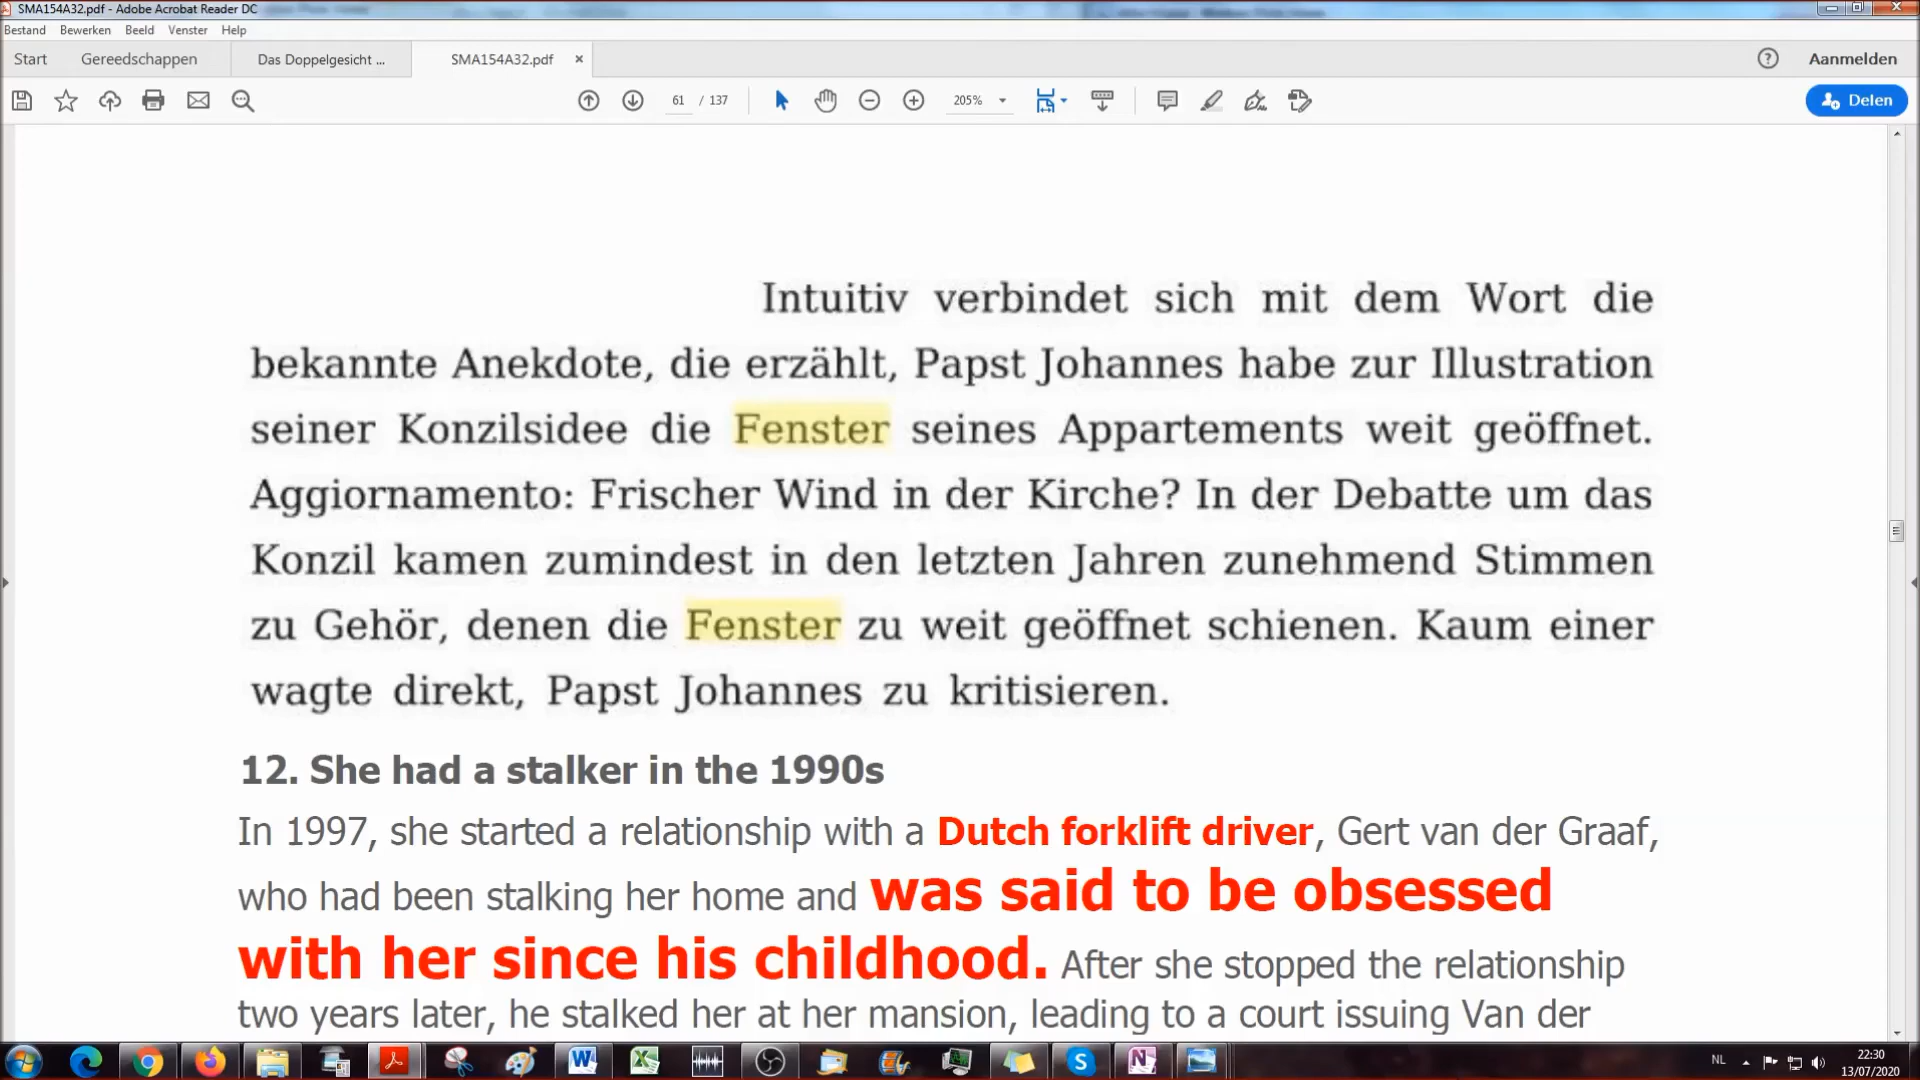 SMA154A32.pdf - Adobe Acrobat Reader DC
Bestand Bewerken Beeld Venster Help
Start Gereedschappen Das Doppelgesicht ... SMA154A32.pdf × Aanmelden
61 / 137 205% Delen
Intuitiv verbindet sich mit dem Wort die
bekannte Anekdote, die erzählt, Papst Johannes habe zur Illustration
seiner Konzilsidee die Fenster seines Appartements weit geöffnet.
Aggiornamento: Frischer Wind in der Kirche? In der Debatte um das
Konzil kamen zumindest in den letzten Jahren zunehmend Stimmen
zu Gehör, denen die Fenster zu weit geöffnet schienen. Kaum einer
wagte direkt, Papst Johannes zu kritisieren.
12. She had a stalker in the 1990s
In 1997, she started a relationship with a Dutch forklift driver, Gert van der Graaf,
who had been stalking her home and was said to be obsessed
with her since his childhood. After she stopped the relationship
two years later, he stalked her at her mansion, leading to a court issuing Van der
NL 22:30
13/07/2020